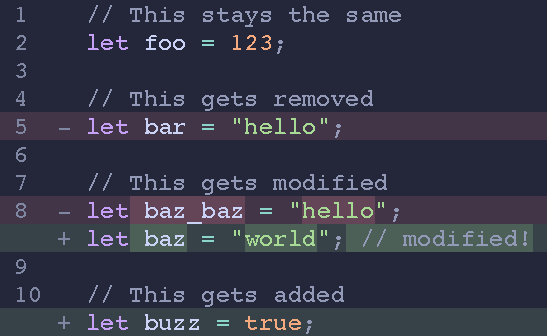 1 // This stays the same
2 let foo = 123;
3
4 // This gets removed
5 - let bar = "hello";
6
7 // This gets modified
8 - let baz_baz = "hello";
+ let baz = "world"; // modified!
9
10 // This gets added
+ let buzz = true;